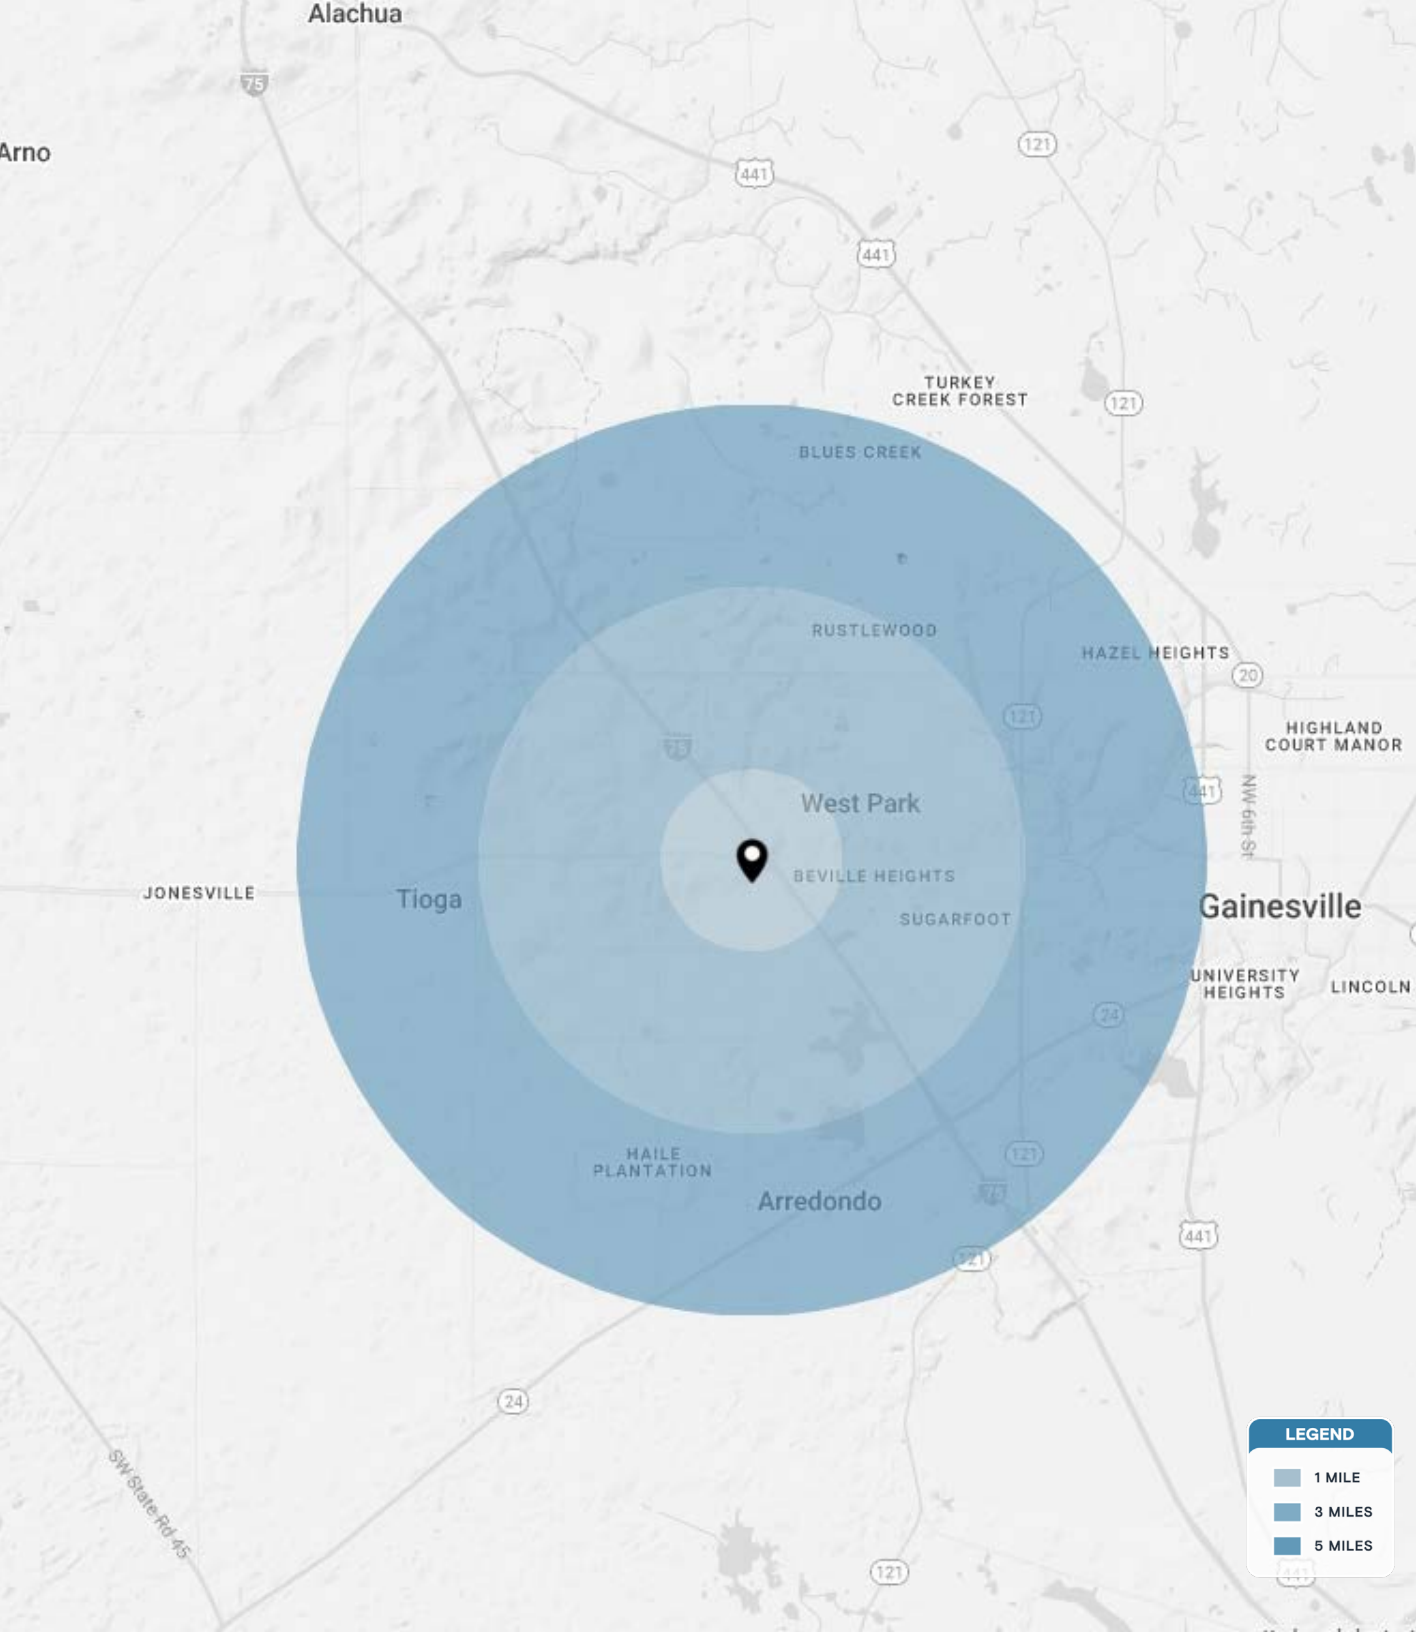 Alachua
75
Arno
121
441
441
TURKEY
CREEK FOREST
121
BLUES CREEK
RUSTLEWOOD
HAZEL HEIGHTS
20
121
HIGHLAND
COURT MANOR
75
441
NW 6th St
West Park
BEVILLE HEIGHTS
JONESVILLE
Tioga
SUGARFOOT
Gainesville
UNIVERSITY
HEIGHTS
LINCOLN
24
HAILE
PLANTATION
121
Arredondo
441
121
24
LEGEND
1 MILE
3 MILES
5 MILES
SW State Rd 45
121
441